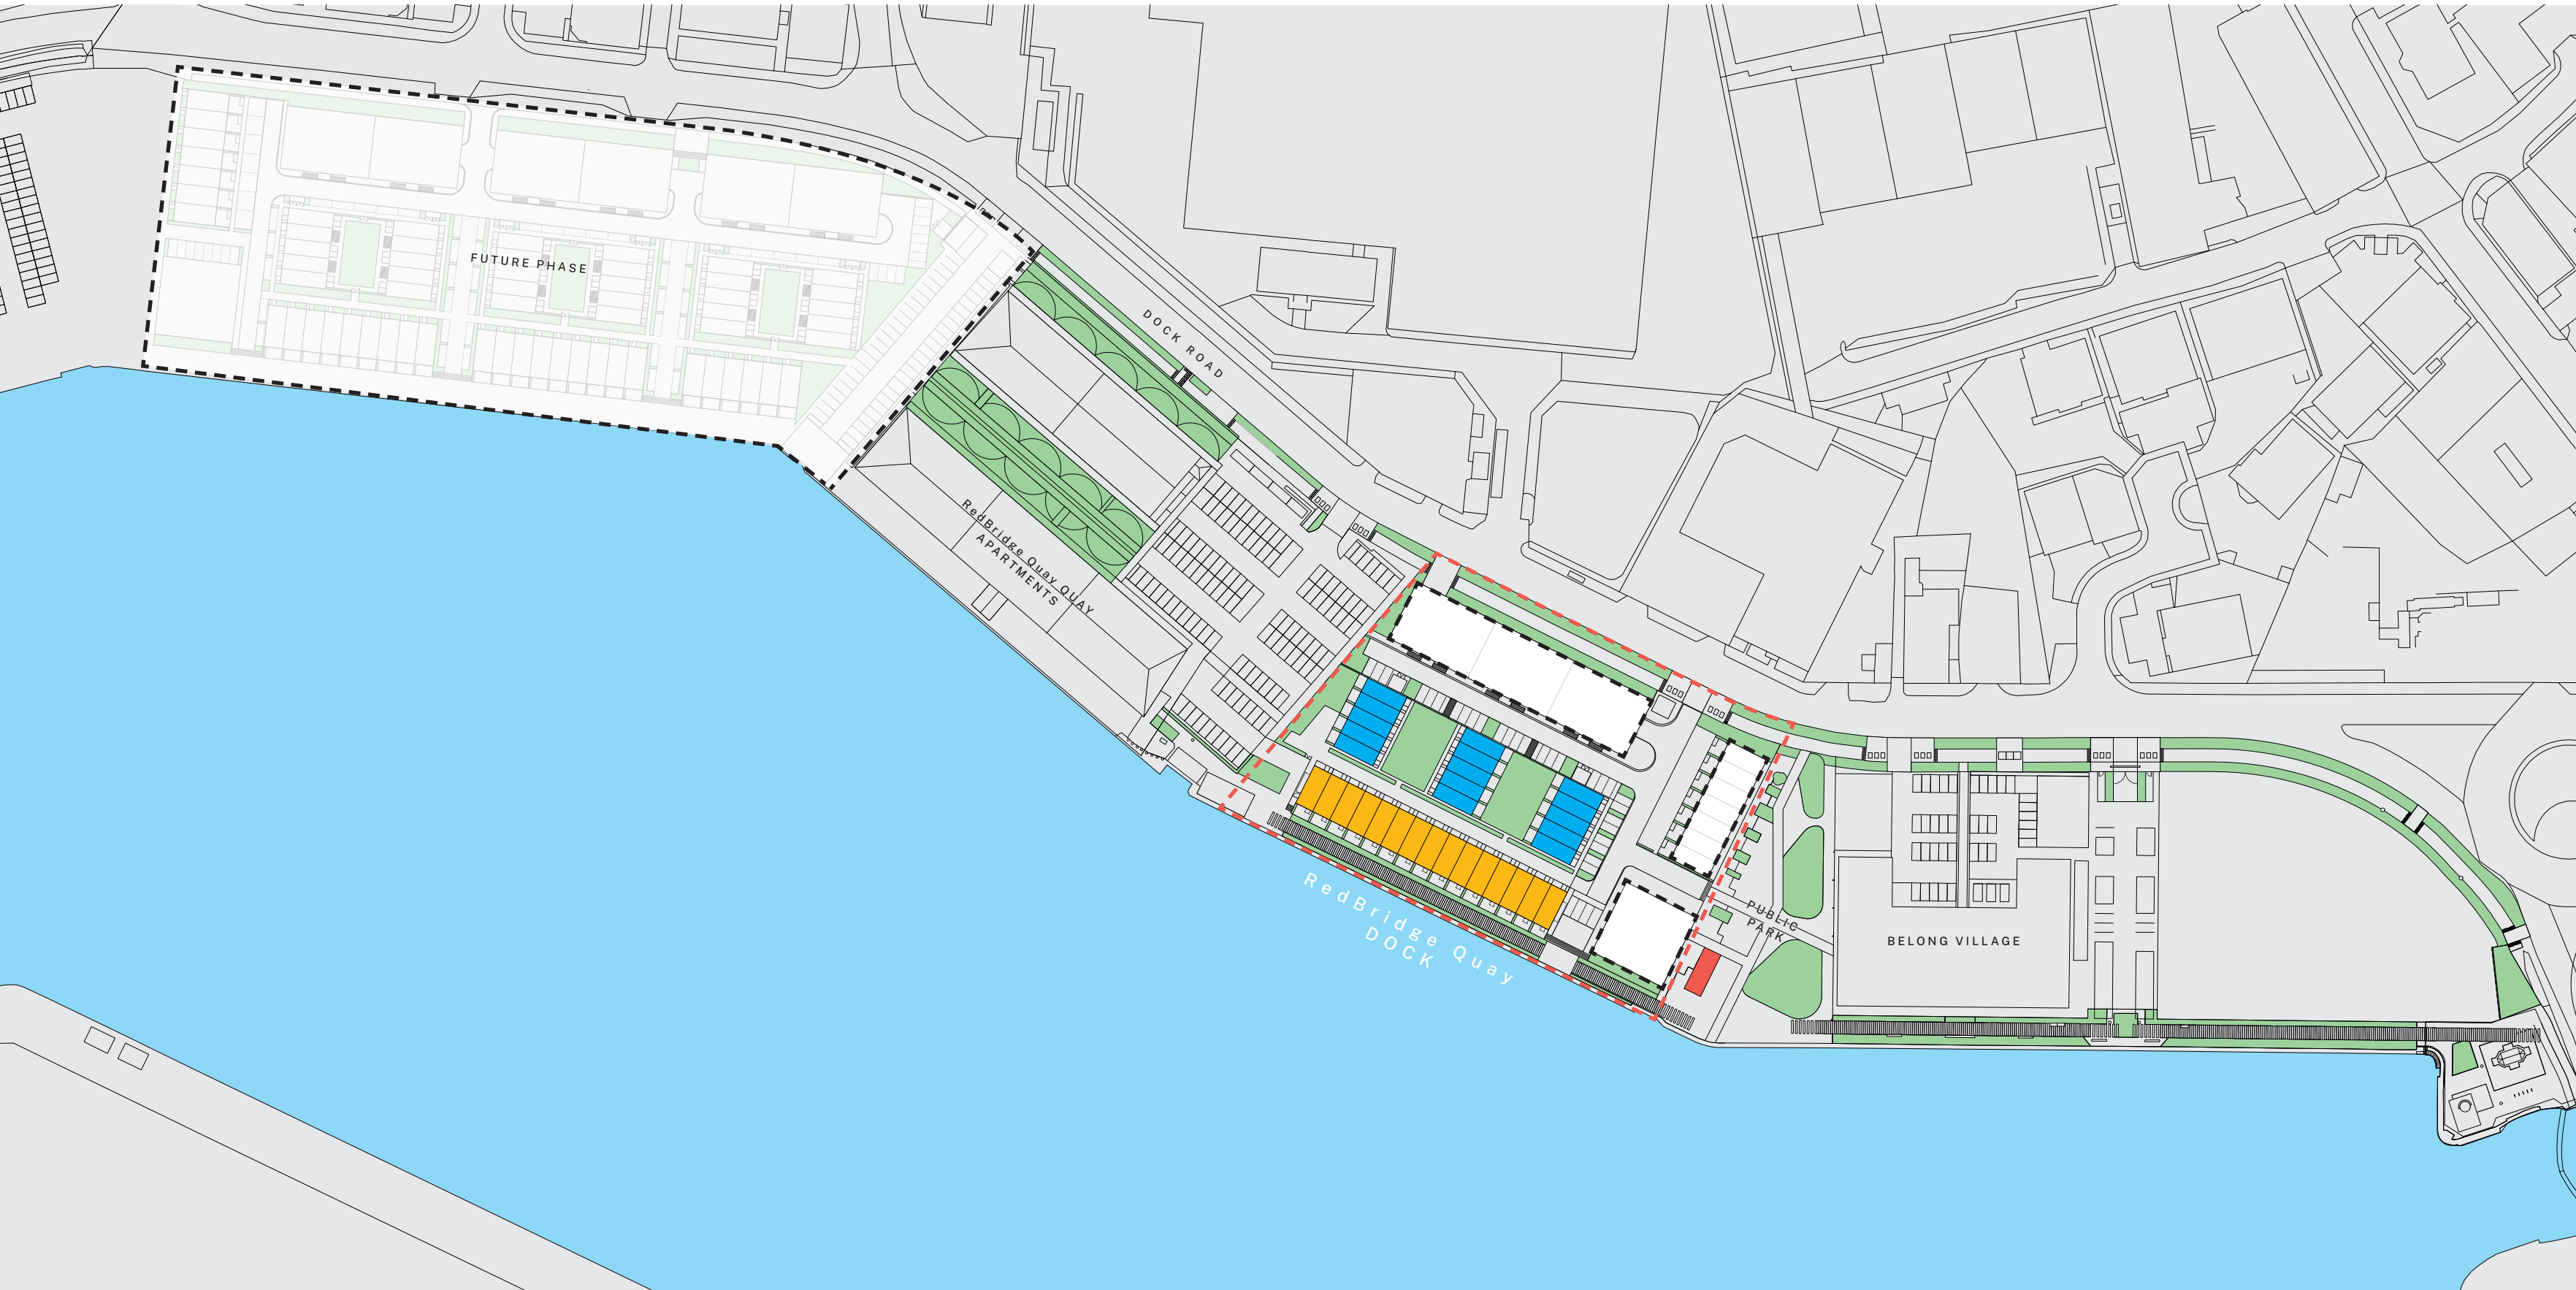 FUTURE PHASE
DOCK ROAD
RedBridge Quay QUAY
APARTMENTS
RedBridge Quay
DOCK
PUBLIC
PARK
BELONG VILLAGE